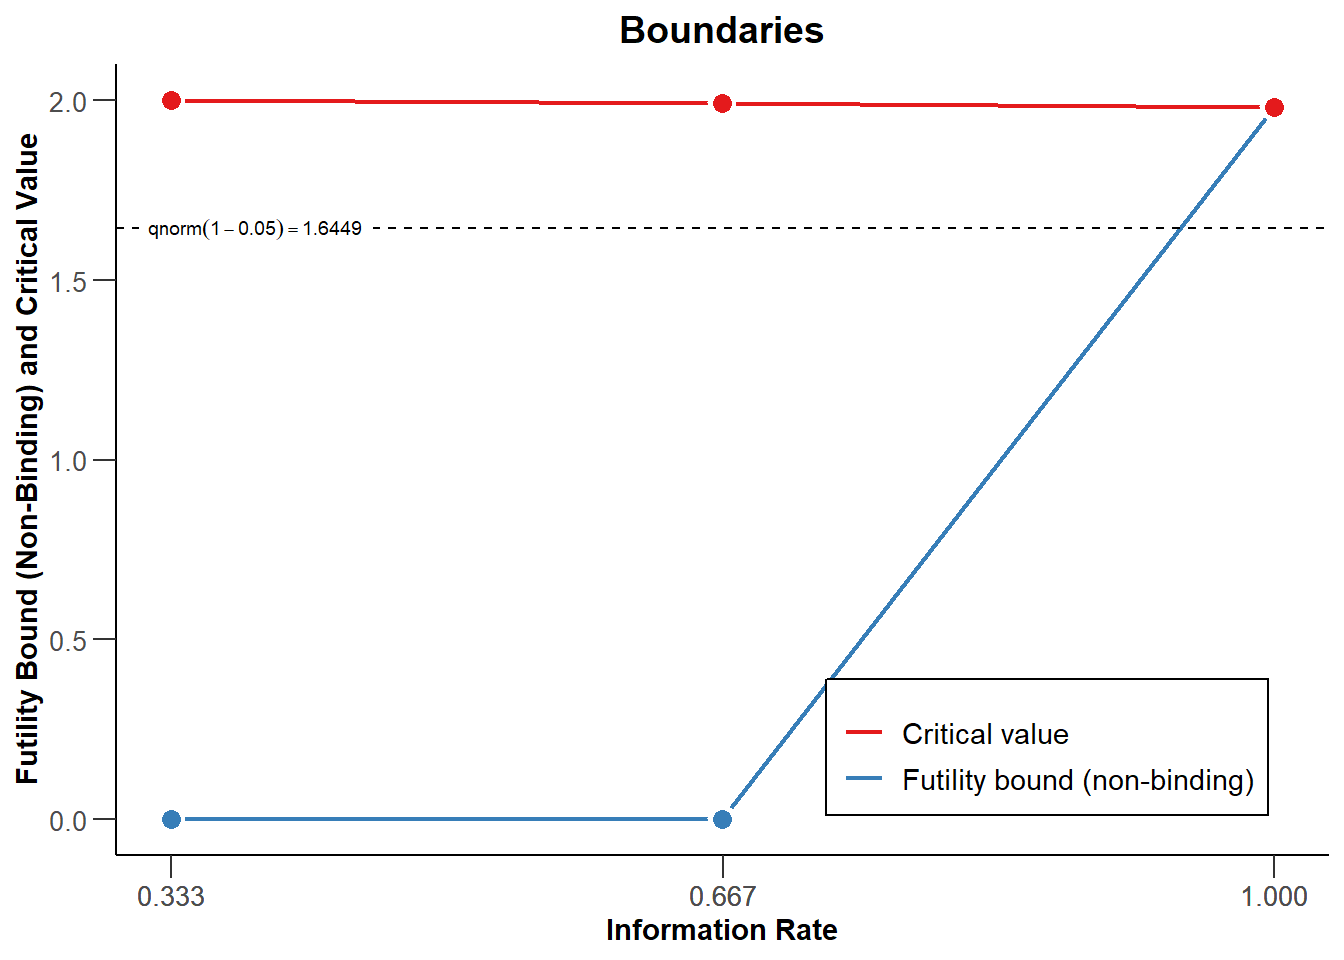 Boundaries
Futility Bound (Non-Binding) and Critical Value
2.0
1.5
1.0
0.5
0.0
qnorm(1 − 0.05) = 1.6449
Critical value
Futility bound (non-binding)
0.333 0.667 1.000
Information Rate